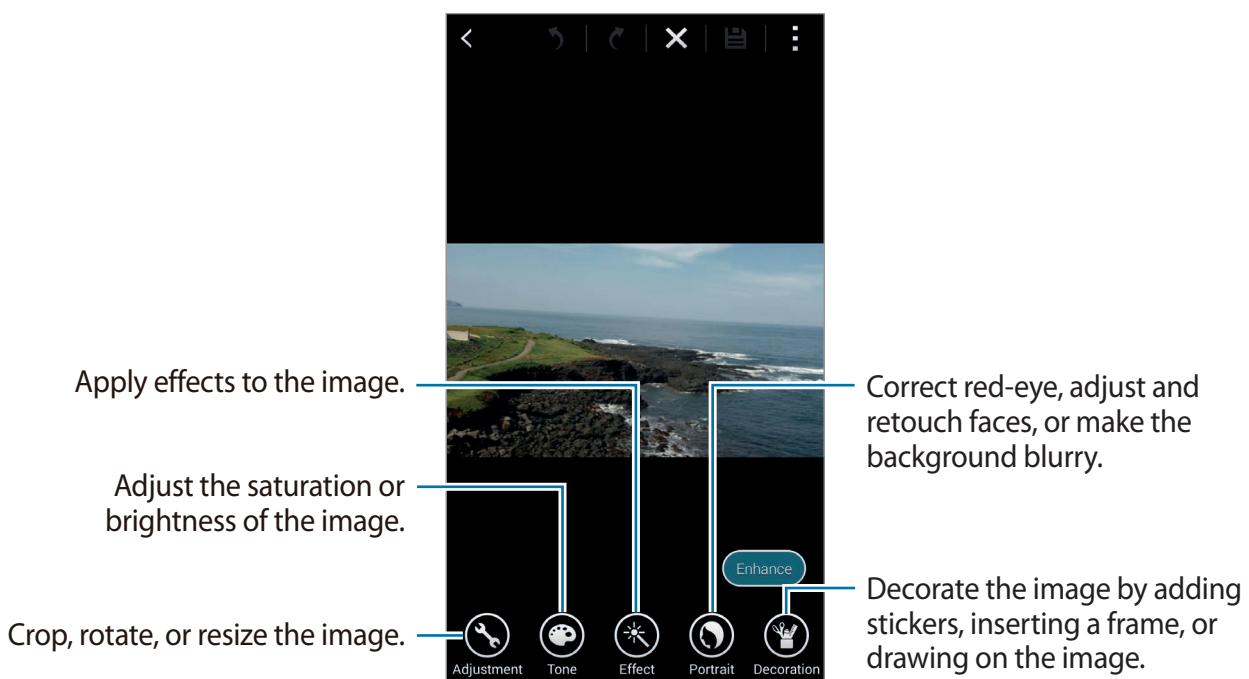 Apply effects to the image.
Adjust the saturation or
brightness of the image.
Crop, rotate, or resize the image.
Correct red-eye, adjust and
retouch faces, or make the
background blurry.
Enhance
Decorate the image by adding
stickers, inserting a frame, or
drawing on the image.
Adjustment Tone Effect Portrait Decoration